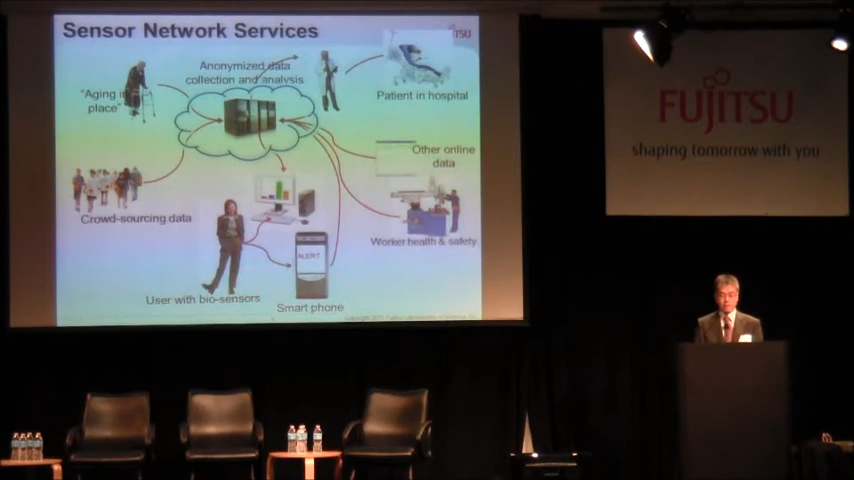 Sensor Network Services
TSU
Anonymized data
collection and analysis
"Aging in
place"
Patient in hospital
Other online
data
Crowd-sourcing data
ALERT
Worker health & safety
User with bio-sensors
Smart phone
FUJITSU
shaping tomorrow with you